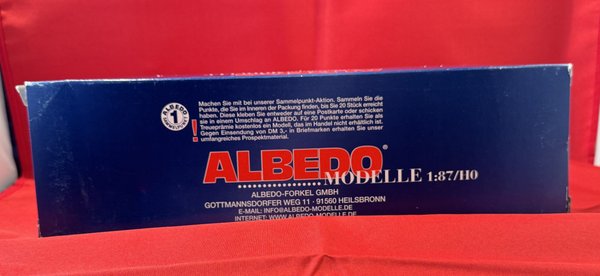 ALBEDO
1
Machen Sie mit bei unserer Sammelpunkt-Aktion. Sammeln Sie die
Punkte, die Sie im Inneren der Packung finden, bis Sie 20 Stück erreicht
haben. Diese kleben Sie entweder auf eine Postkarte oder schicken
sie in einem Umschlag an ALBEDO. Für 20 Punkte erhalten Sie als
Treueprämie kostenlos ein Modell, das im Handel nicht erhältlich ist.
Gegen Einsendung von DM 3,- in Briefmarken erhalten Sie unser
umfangreiches Prospektmaterial.
!
ALBEDO®
MODELLE 1:87/H0
ALBEDO-FORKEL GMBH
GOTTMANNSDORFER WEG 11 · 91560 HEILSBRONN
E-MAIL: INFO@ALBEDO-MODELLE.DE
INTERNET: WWW.ALBEDO-MODELLE.DE